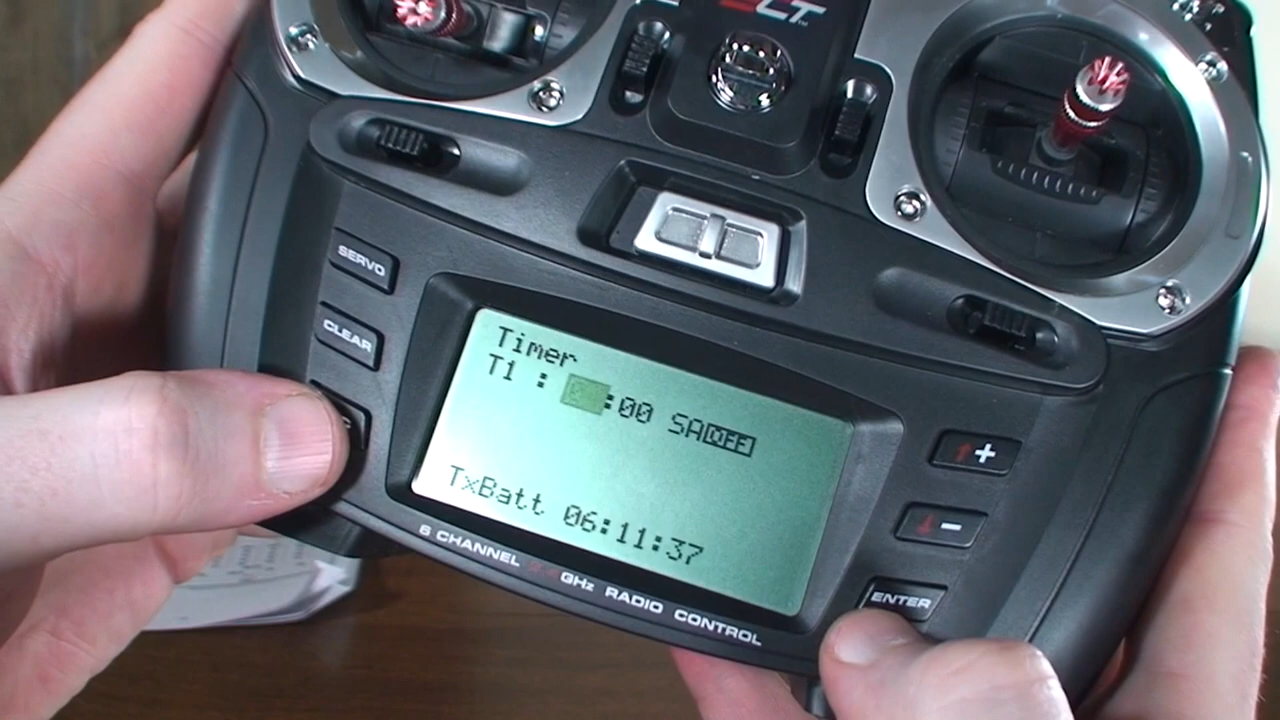 SERVO
CLEAR
Timer
T1 : :00 SA OFF
TxBatt 06:11:37
+
-
ENTER
6 CHANNEL GHz RADIO CONTROL